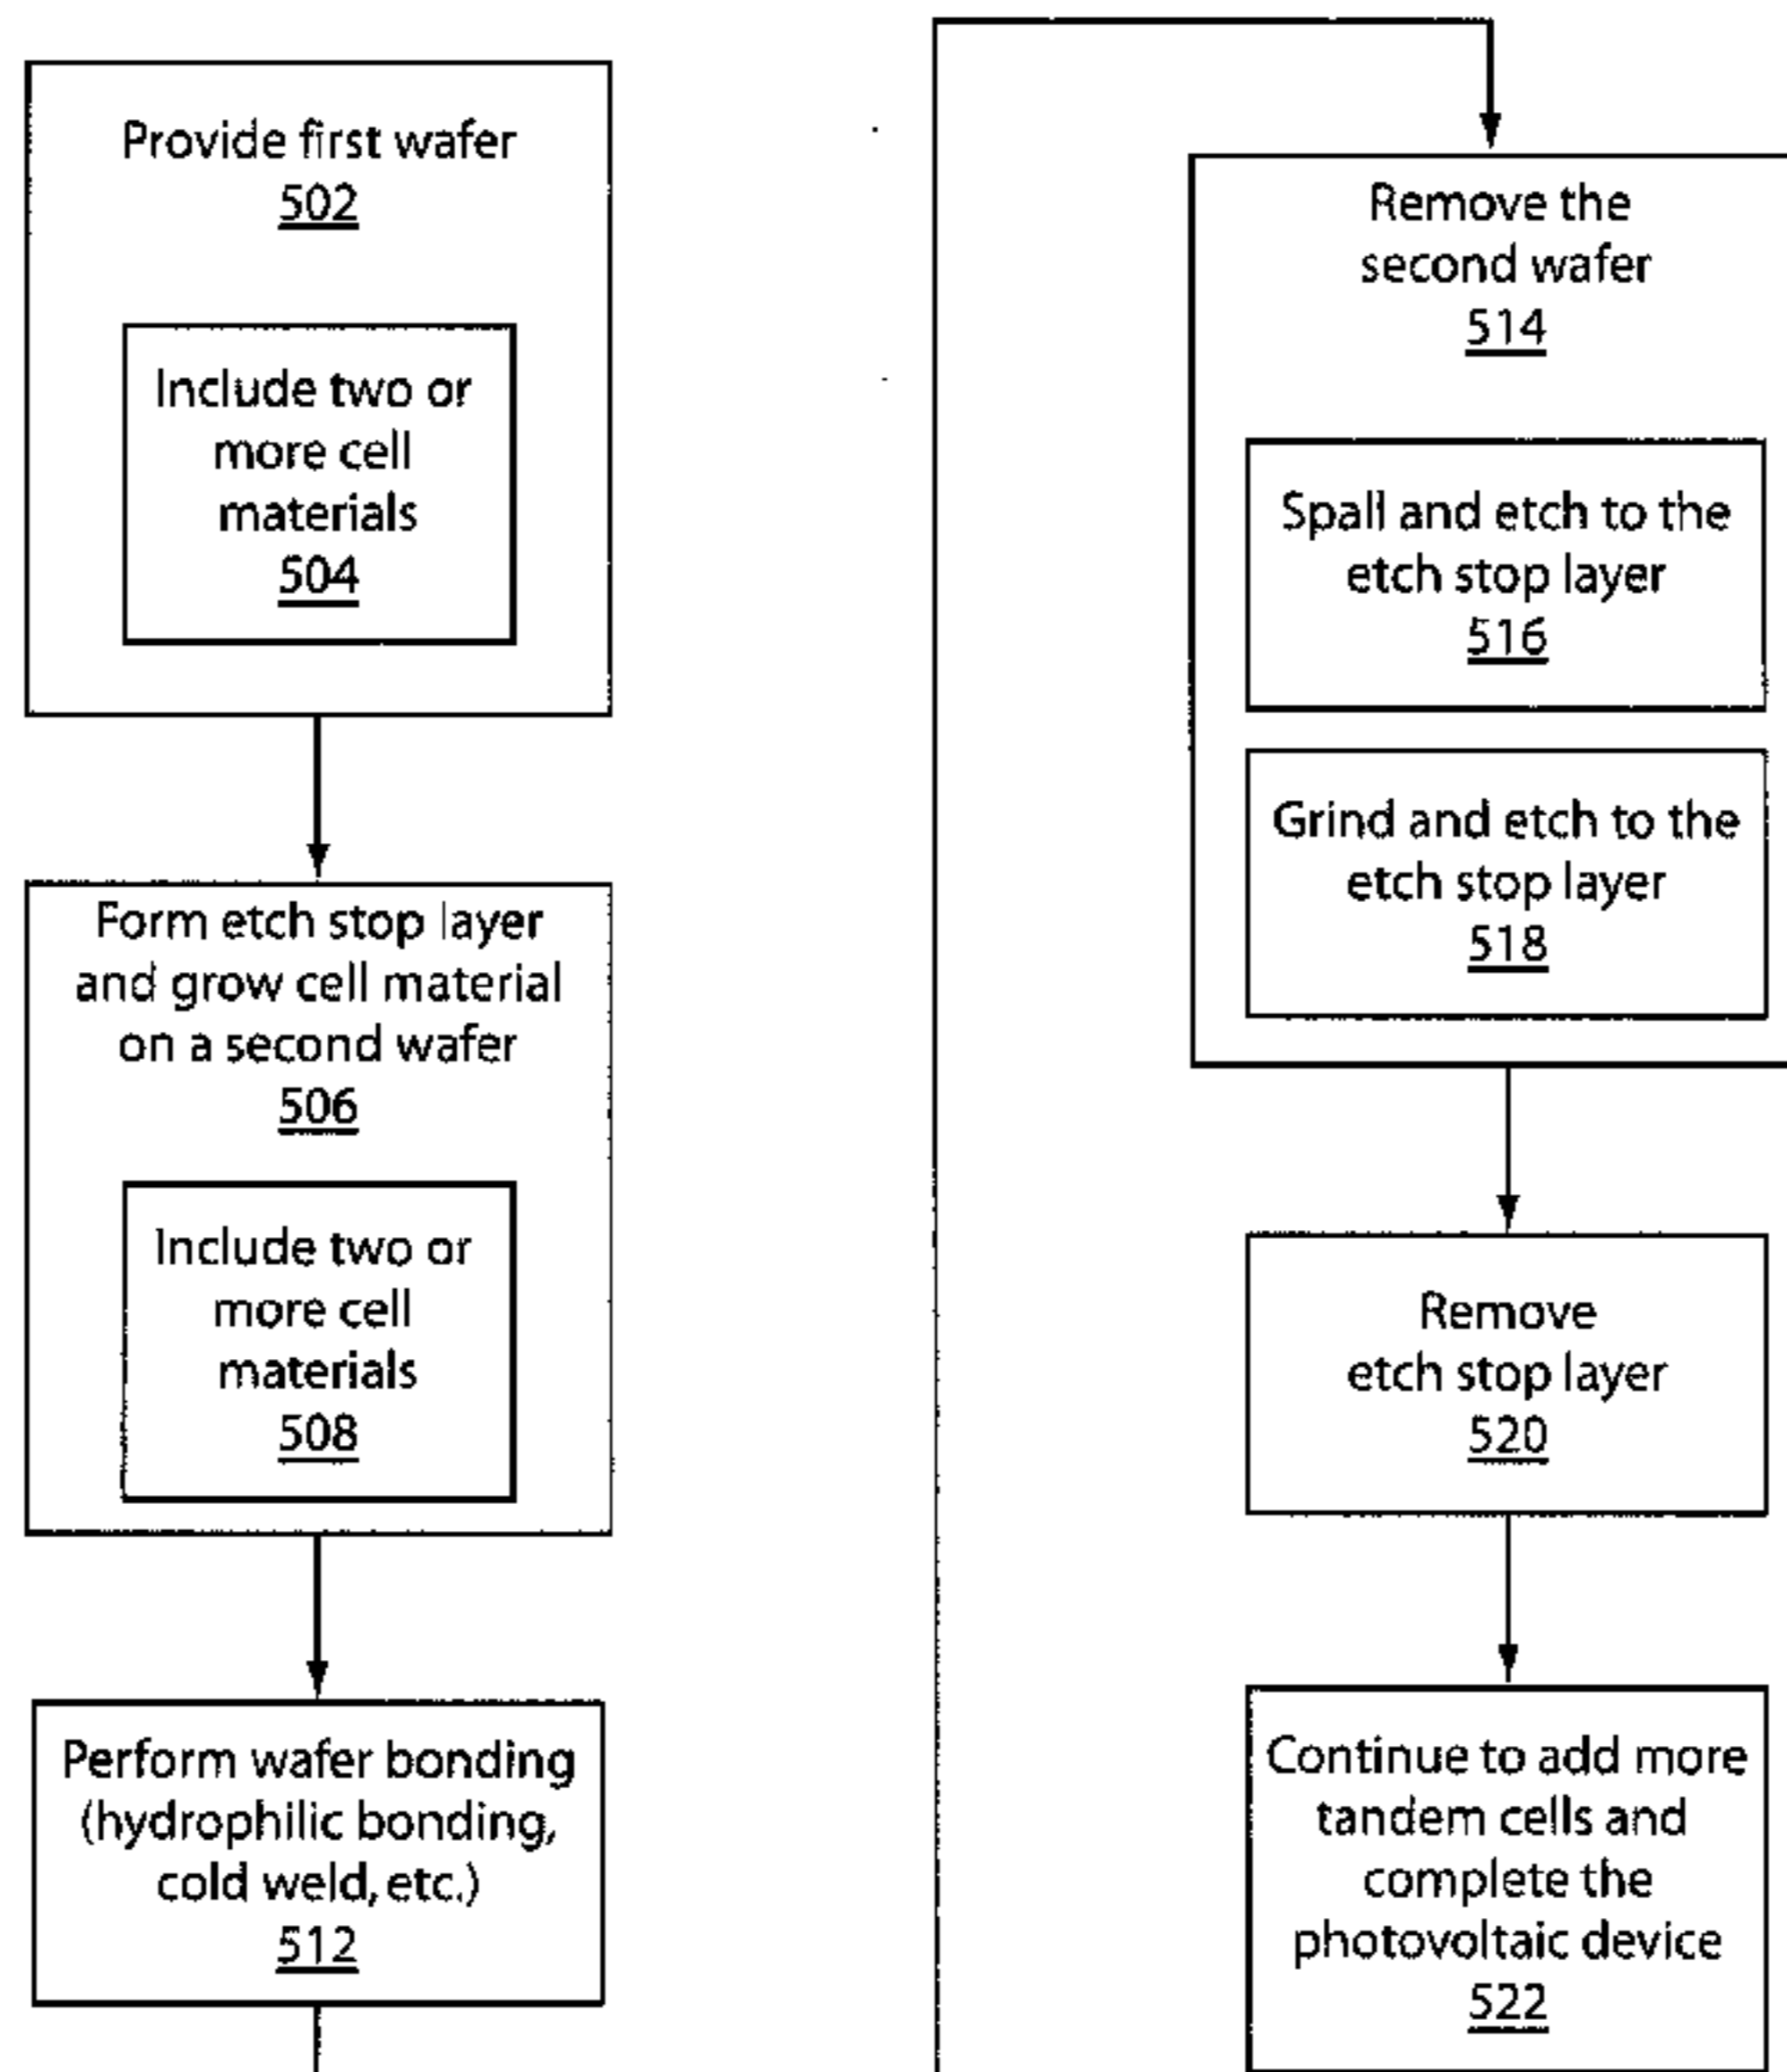 Provide first wafer
502
Include two or
more cell
materials
504
Form etch stop layer
and grow cell material
on a second wafer
506
Include two or
more cell
materials
508
Perform wafer bonding
(hydrophilic bonding,
cold weld, etc.)
512
Remove the
second wafer
514
Spall and etch to the
etch stop layer
516
Grind and etch to the
etch stop layer
518
Remove
etch stop layer
520
Continue to add more
tandem cells and
complete the
photovoltaic device
522